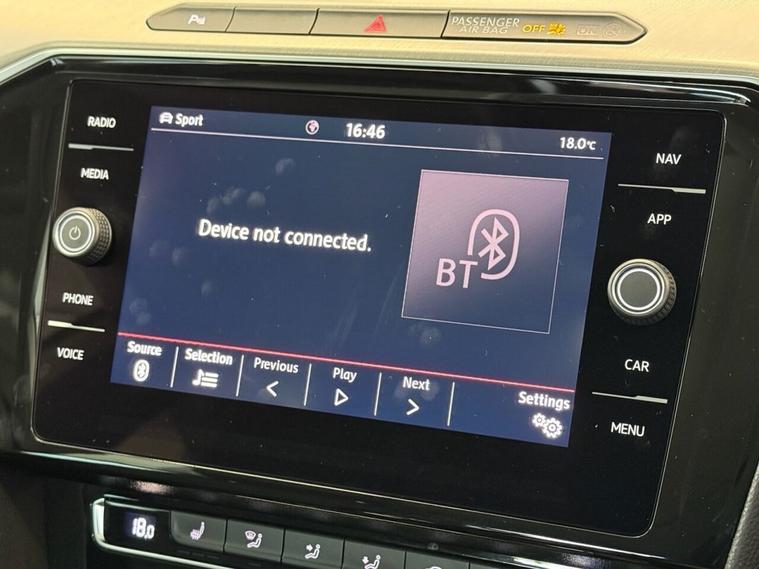 PASSENGER
AIR BAG OFF ON
RADIO
MEDIA
PHONE
VOICE
Sport 16:46 18.0°C
Device not connected.
BT
Source Selection Previous Play Next Settings
NAV
APP
CAR
MENU
18.0